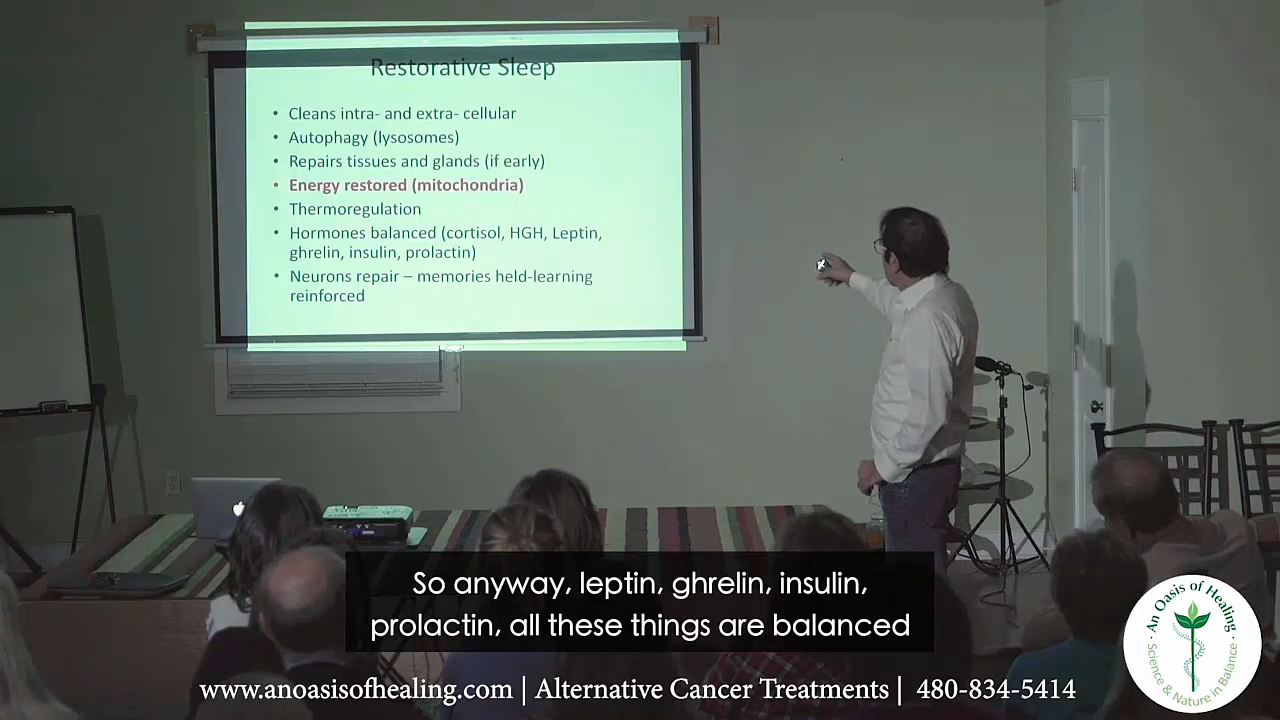 Restorative Sleep
• Cleans intra- and extra- cellular
• Autophagy (lysosomes)
• Repairs tissues and glands (if early)
• Energy restored (mitochondria)
• Thermoregulation
• Hormones balanced (cortisol, HGH, Leptin,
ghrelin, insulin, prolactin)
• Neurons repair – memories held-learning
reinforced
So anyway, leptin, ghrelin, insulin,
prolactin, all these things are balanced
www.anoasisofhealing.com | Alternative Cancer Treatments | 480-834-5414
· An Oasis of Healing ·
Science & Nature in Balance